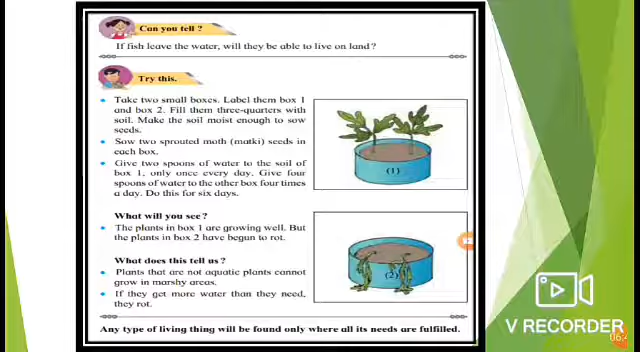 Can you tell ?
If fish leave the water, will they be able to live on land ?
Try this.
• Take two small boxes. Label them box 1
and box 2. Fill them three-quarters with
soil. Make the soil moist enough to sow
seeds.
• Sow two sprouted moth (matki) seeds in
each box.
• Give two spoons of water to the soil of
box 1, only once every day. Give four
spoons of water to the other box four times
a day. Do this for six days.
(1)
What will you see ?
• The plants in box 1 are growing well. But
the plants in box 2 have begun to rot.
What does this tell us ?
• Plants that are not aquatic plants cannot
grow in marshy areas.
• If they get more water than they need,
they rot.
(2)
Any type of living thing will be found only where all its needs are fulfilled.
V RECORDER